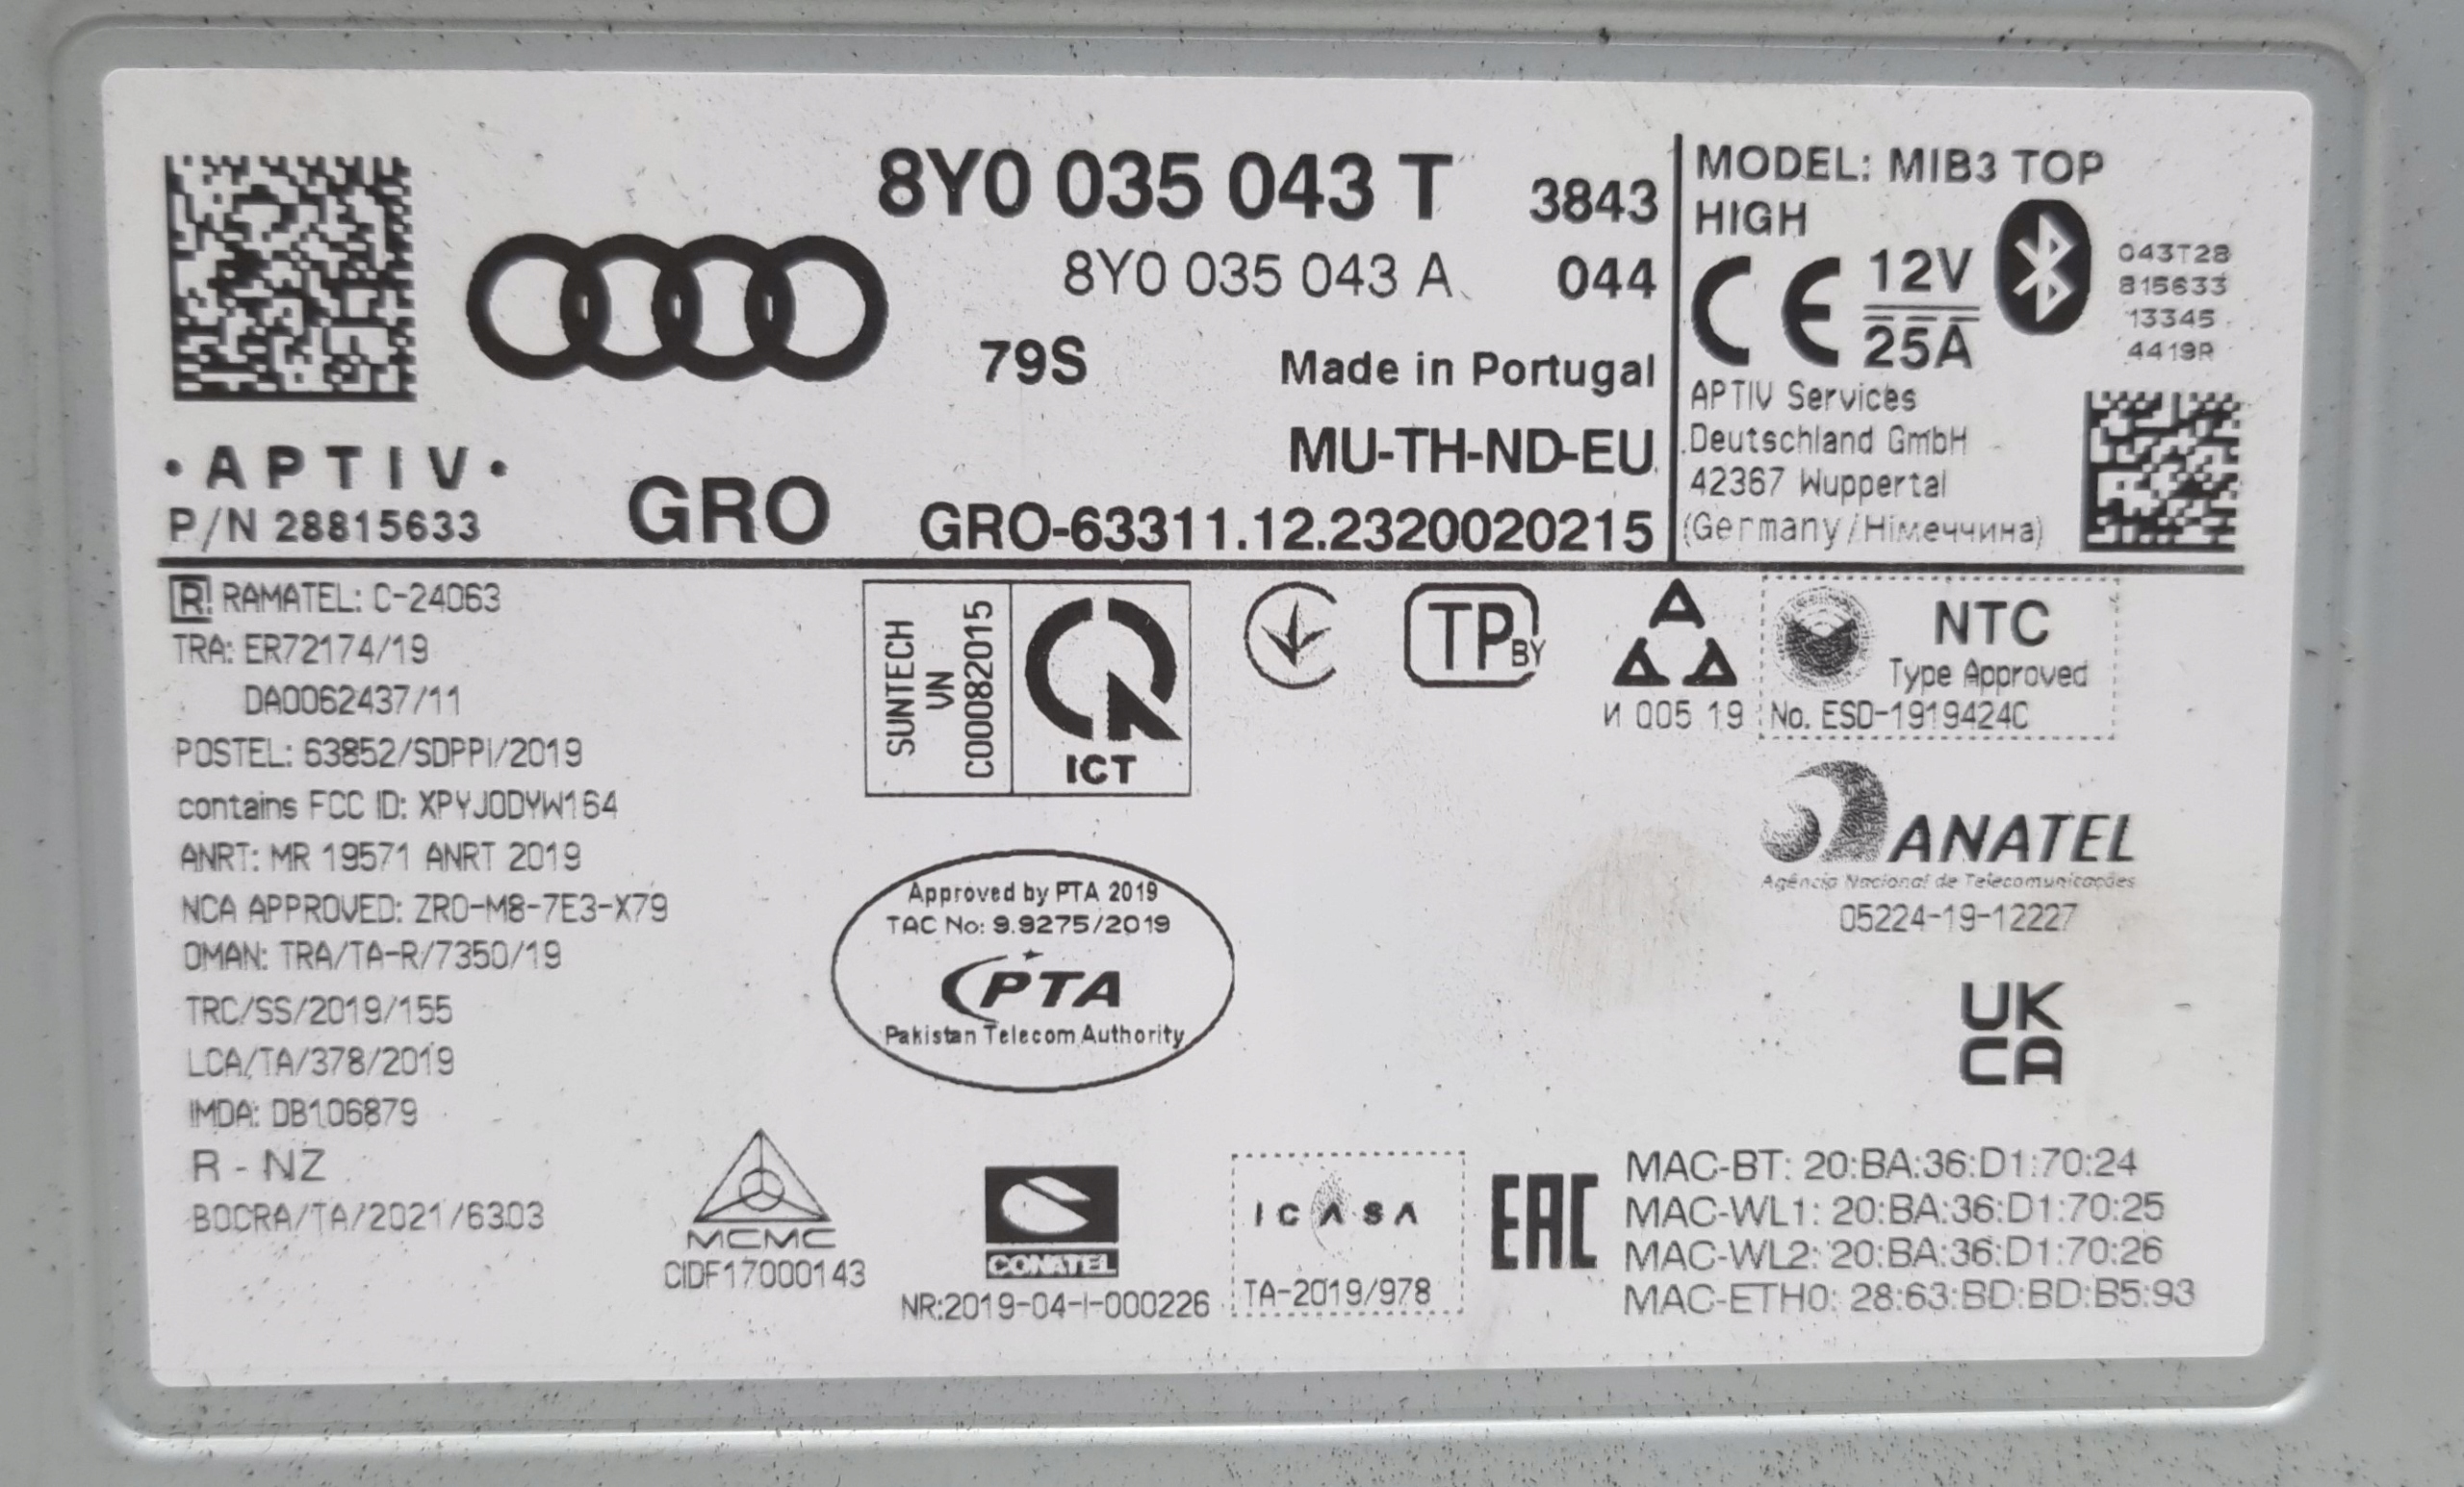 8Y0 035 043 T 3843
8Y0 035 043 A 044
79S
Made in Portugal
MU-TH-ND-EU
• A P T I V •
P/N 28815633
GRO
GRO-63311.12.2320020215
MODEL: MIB3 TOP
HIGH
CE
12V
25A
043T28
815633
13345
4419R
APTIV Services
Deutschland GmbH
42367 Wuppertal
(Germany/Німеччина)
R RAMATEL: C-24063
TRA: ER72174/19
DA0062437/11
POSTEL: 63852/SDPPI/2019
contains FCC ID: XPYJODYW164
ANRT: MR 19571 ANRT 2019
NCA APPROVED: ZRO-M8-7E3-X79
OMAN: TRA/TA-R/7350/19
TRC/SS/2019/155
LCA/TA/378/2019
IMDA: DB106879
R - NZ
BOCRA/TA/2021/6303
SUNTECH
VN
C00082015
ICT
TP BY
И 005 19
NTC
Type Approved
No. ESD-1919424C
ANATEL
Agência Nacional de Telecomunicações
05224-19-12227
Approved by PTA 2019
TAC No: 9.9275/2019
PTA
Pakistan Telecom Authority
UK
CA
MCMC
CIDF17000143
CONATEL
NR:2019-04-I-000226
ICASA
TA-2019/978
EAC
MAC-BT: 20:BA:36:D1:70:24
MAC-WL1: 20:BA:36:D1:70:25
MAC-WL2: 20:BA:36:D1:70:26
MAC-ETH0: 28:63:BD:BD:B5:93